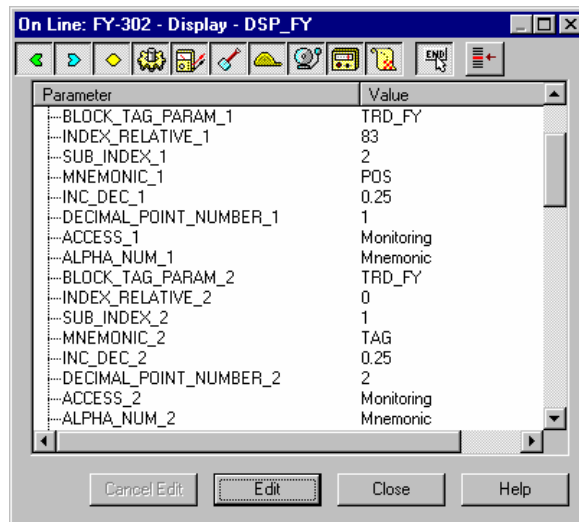 On Line: FY-302 - Display - DSP_FY
END
Parameter Value
BLOCK_TAG_PARAM_1 TRD_FY
INDEX_RELATIVE_1 83
SUB_INDEX_1 2
MNEMONIC_1 POS
INC_DEC_1 0.25
DECIMAL_POINT_NUMBER_1 1
ACCESS_1 Monitoring
ALPHA_NUM_1 Mnemonic
BLOCK_TAG_PARAM_2 TRD_FY
INDEX_RELATIVE_2 0
SUB_INDEX_2 1
MNEMONIC_2 TAG
INC_DEC_2 0.25
DECIMAL_POINT_NUMBER_2 2
ACCESS_2 Monitoring
ALPHA_NUM_2 Mnemonic
Cancel Edit Edit Close Help